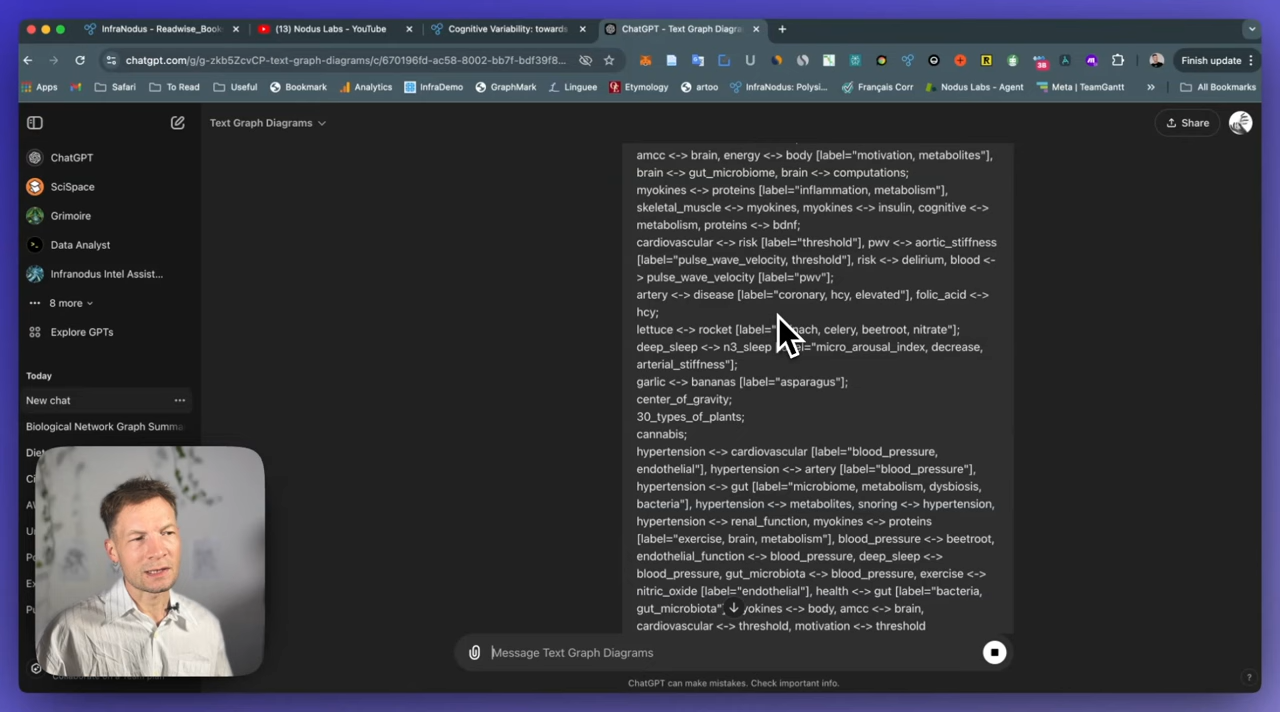 InfraNodus - Readwise_Book
(13) Nodus Labs - YouTube
Cognitive Variability: towards
ChatGPT - Text Graph Diagra
chatgpt.com/g/g-zkb5ZcvCP-text-graph-diagrams/c/670196fd-ac58-8002-bb7f-bdf39f8...
38
Finish update
Apps
Safari
To Read
Useful
Bookmark
Analytics
InfraDemo
GraphMark
Linguee
Etymology
artoo
InfraNodus: Polysi...
Français Corr
Nodus Labs - Agent
Meta | TeamGantt
All Bookmarks
Text Graph Diagrams
Share
ChatGPT
SciSpace
Grimoire
Data Analyst
Infranodus Intel Assist...
8 more
Explore GPTs
Today
New chat
Biological Network Graph Summa
amcc <-> brain, energy <-> body [label="motivation, metabolites"],
brain <-> gut_microbiome, brain <-> computations;
myokines <-> proteins [label="inflammation, metabolism"],
skeletal_muscle <-> myokines, myokines <-> insulin, cognitive <->
metabolism, proteins <-> bdnf;
cardiovascular <-> risk [label="threshold"], pwv <-> aortic_stiffness
[label="pulse_wave_velocity, threshold"], risk <-> delirium, blood <-
> pulse_wave_velocity [label="pwv"];
artery <-> disease [label="coronary, hcy, elevated"], folic_acid <->
hcy;
lettuce <-> rocket [label=" nach, celery, beetroot, nitrate"];
deep_sleep <-> n3_sleep label="micro_arousal_index, decrease,
arterial_stiffness"];
garlic <-> bananas [label="asparagus"];
center_of_gravity;
30_types_of_plants;
cannabis;
hypertension <-> cardiovascular [label="blood_pressure,
endothelial"], hypertension <-> artery [label="blood_pressure"],
hypertension <-> gut [label="microbiome, metabolism, dysbiosis,
bacteria"], hypertension <-> metabolites, snoring <-> hypertension,
hypertension <-> renal_function, myokines <-> proteins
[label="exercise, brain, metabolism"], blood_pressure <-> beetroot,
endothelial_function <-> blood_pressure, deep_sleep <->
blood_pressure, gut_microbiota <-> blood_pressure, exercise <->
nitric_oxide [label="endothelial"], health <-> gut [label="bacteria,
gut_microbiota" yokines <-> body, amcc <-> brain,
cardiovascular <-> threshold, motivation <-> threshold
Message Text Graph Diagrams
ChatGPT can make mistakes. Check important info.
?